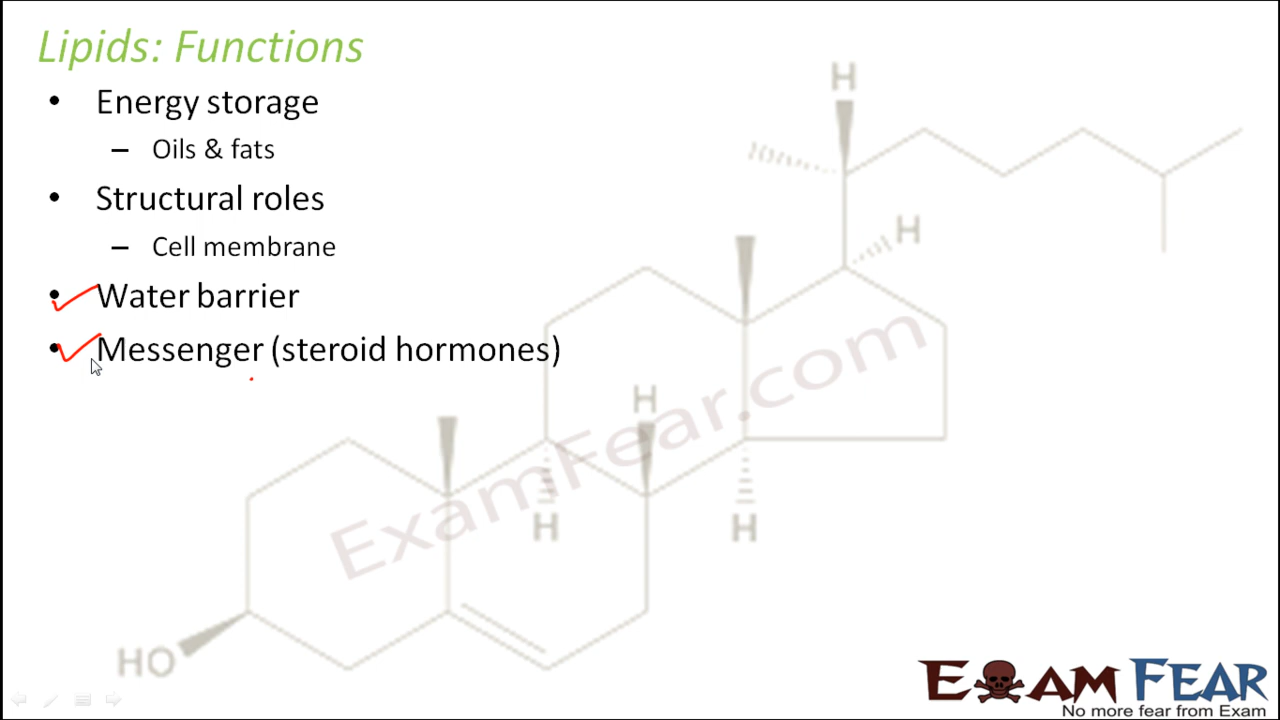 Lipids: Functions
• Energy storage
– Oils & fats
• Structural roles
– Cell membrane
• Water barrier
• Messenger (steroid hormones)
H
H
H
H
H
HO
ExamFear.com
EXAM FEAR
No more fear from Exam